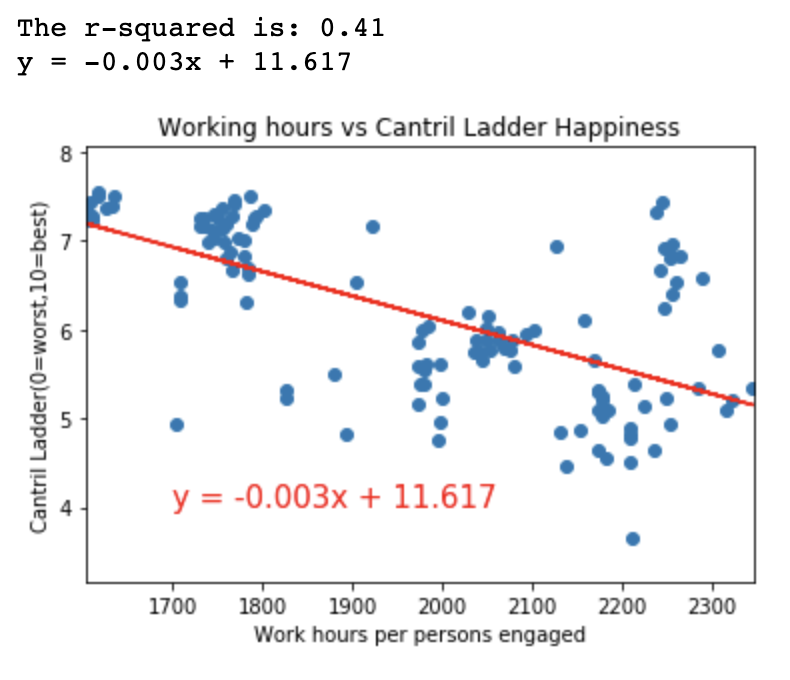 The r-squared is: 0.41
y = -0.003x + 11.617
Working hours vs Cantril Ladder Happiness
8
7
6
5
4
Cantril Ladder(0=worst,10=best)
y = -0.003x + 11.617
1700 1800 1900 2000 2100 2200 2300
Work hours per persons engaged